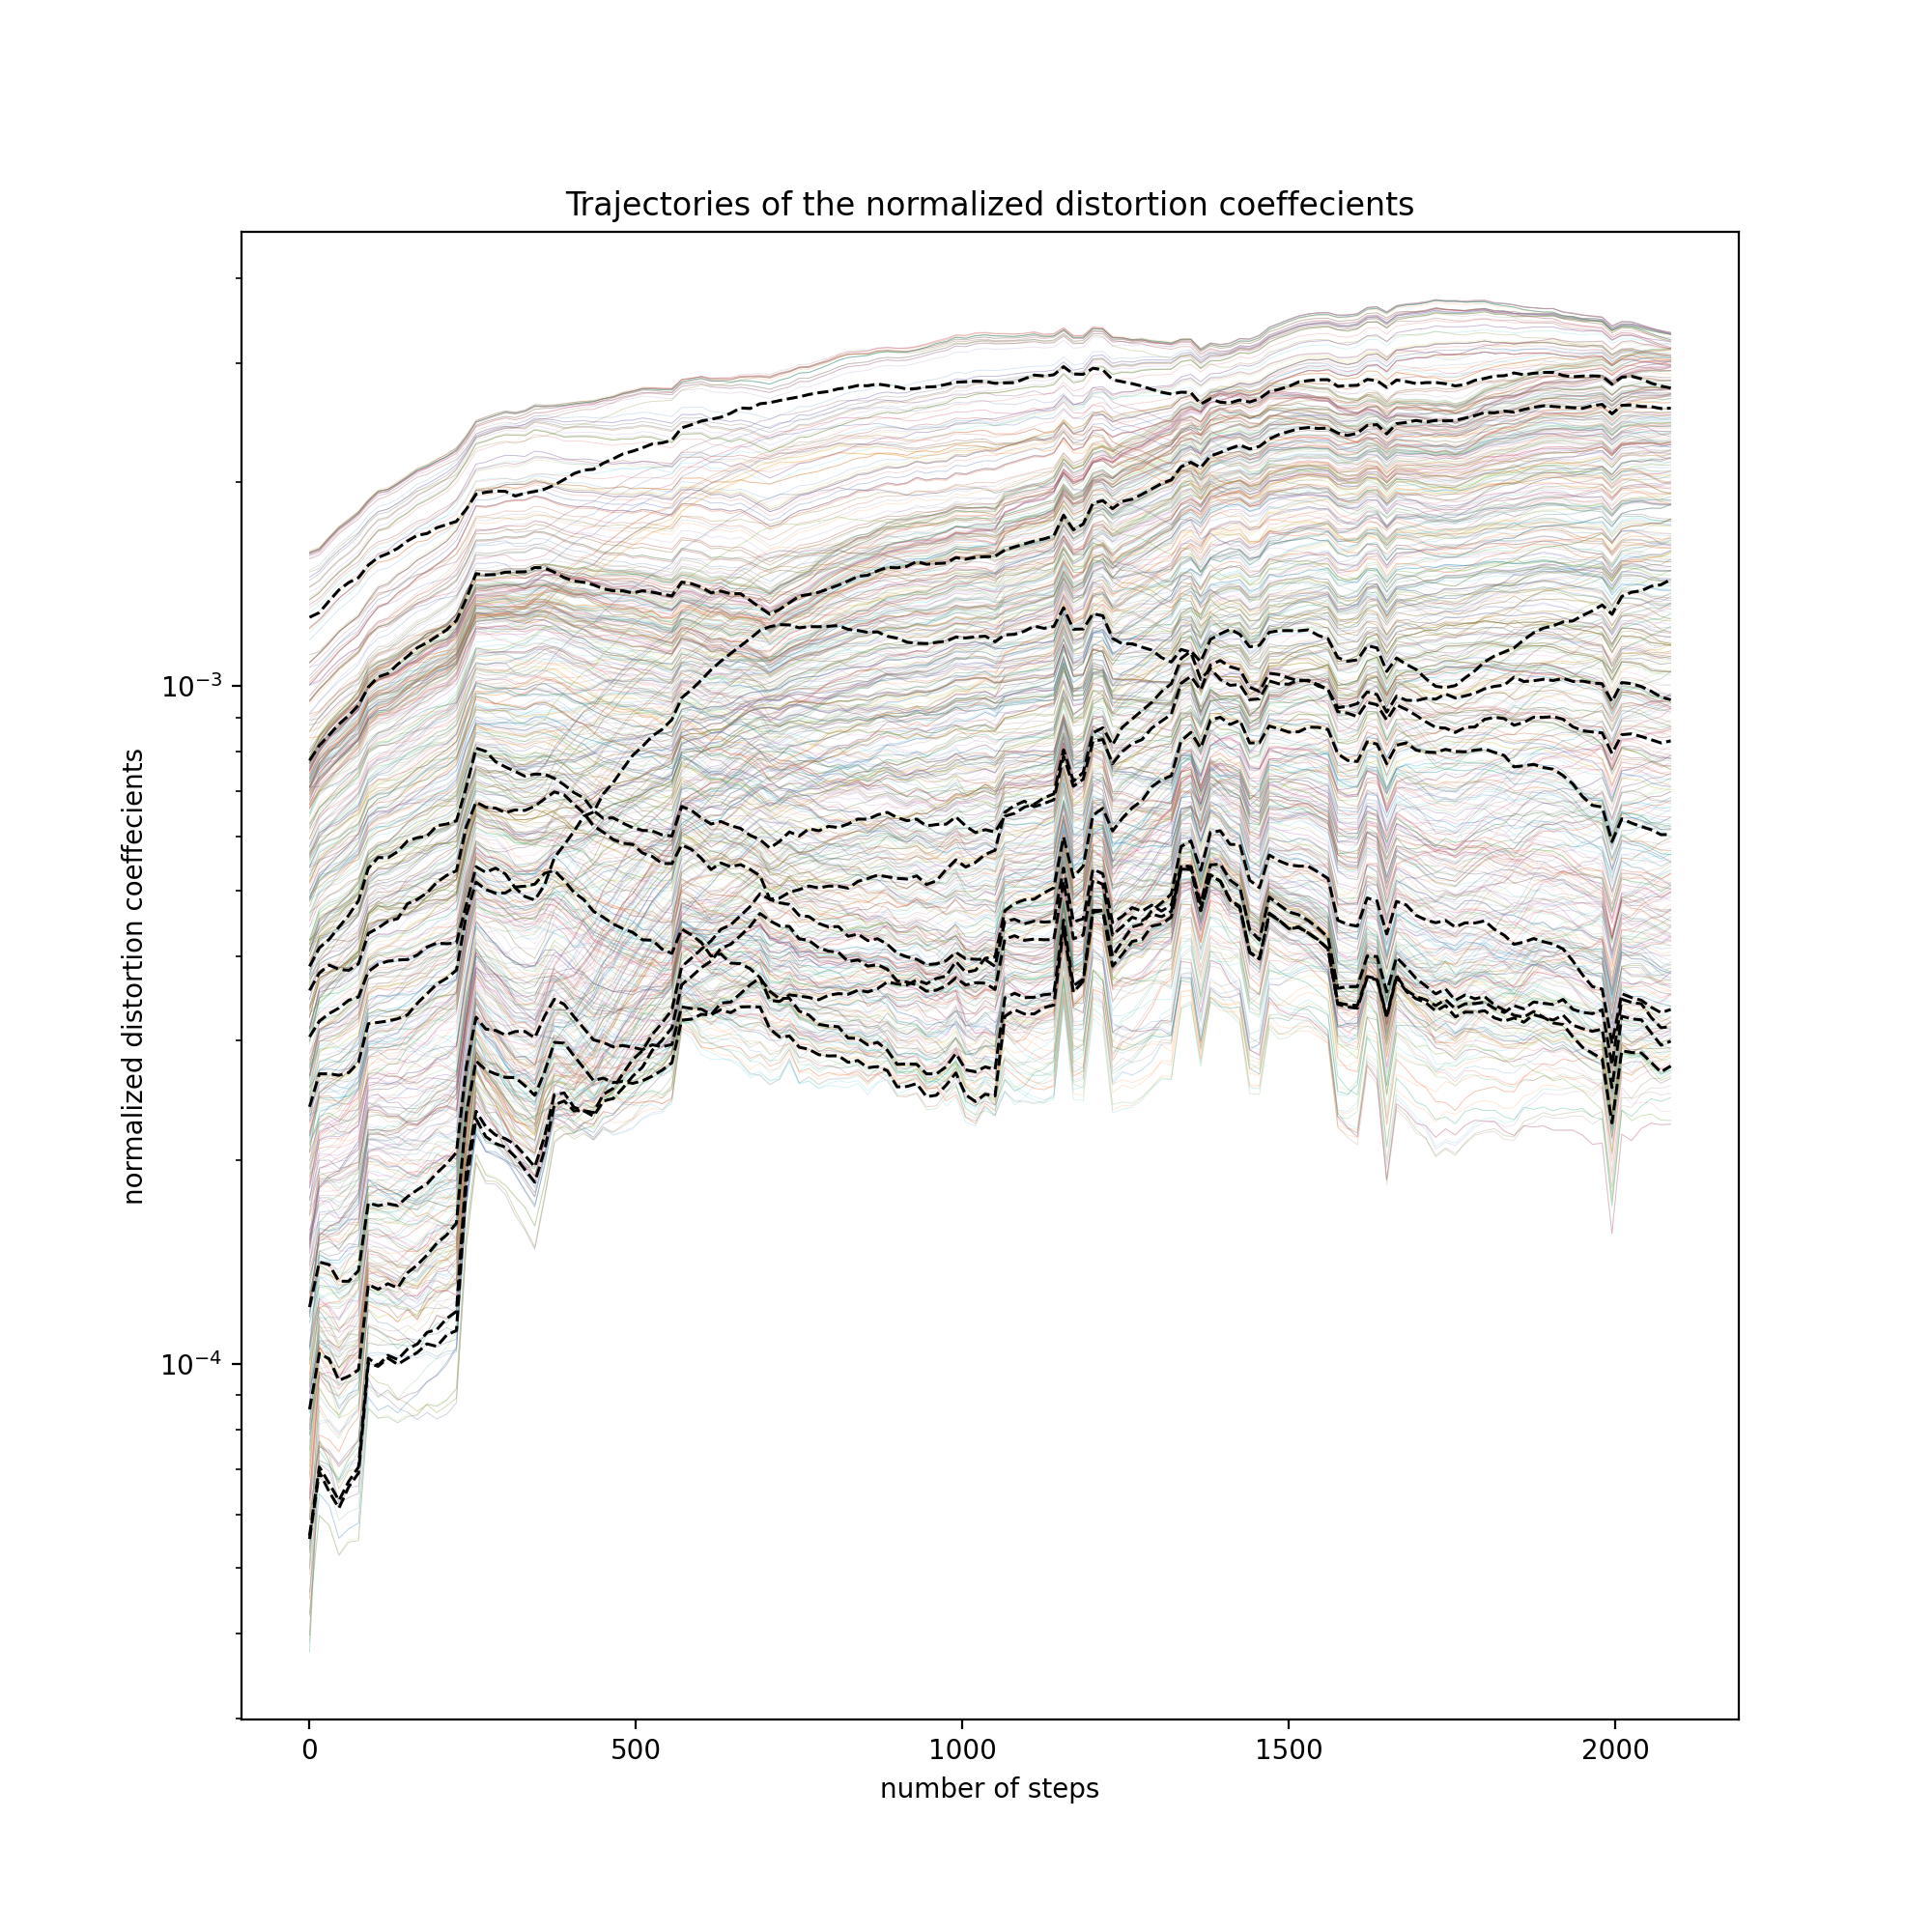 Trajectories of the normalized distortion coeffecients
normalized distortion coeffecients
10⁻³
10⁻⁴
0 500 1000 1500 2000
number of steps